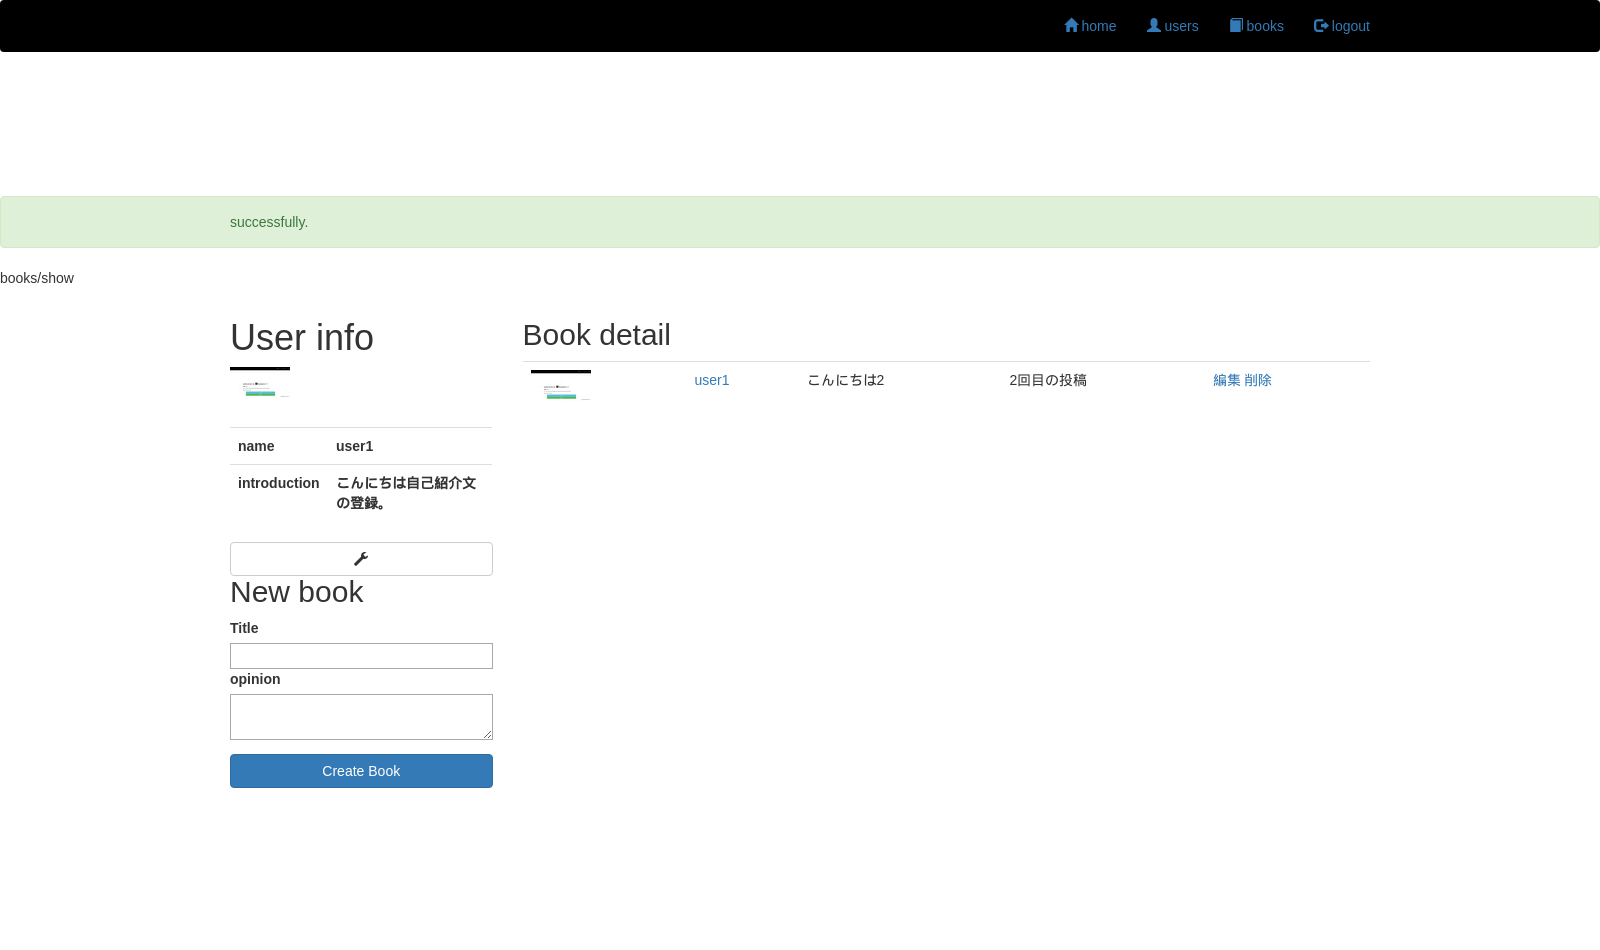 home users books logout
successfully.
books/show
User info
name user1
introduction こんにちは自己紹介文
の登録。
New book
Title
opinion
Create Book
Book detail
user1 こんにちは2 2回目の投稿 編集 削除